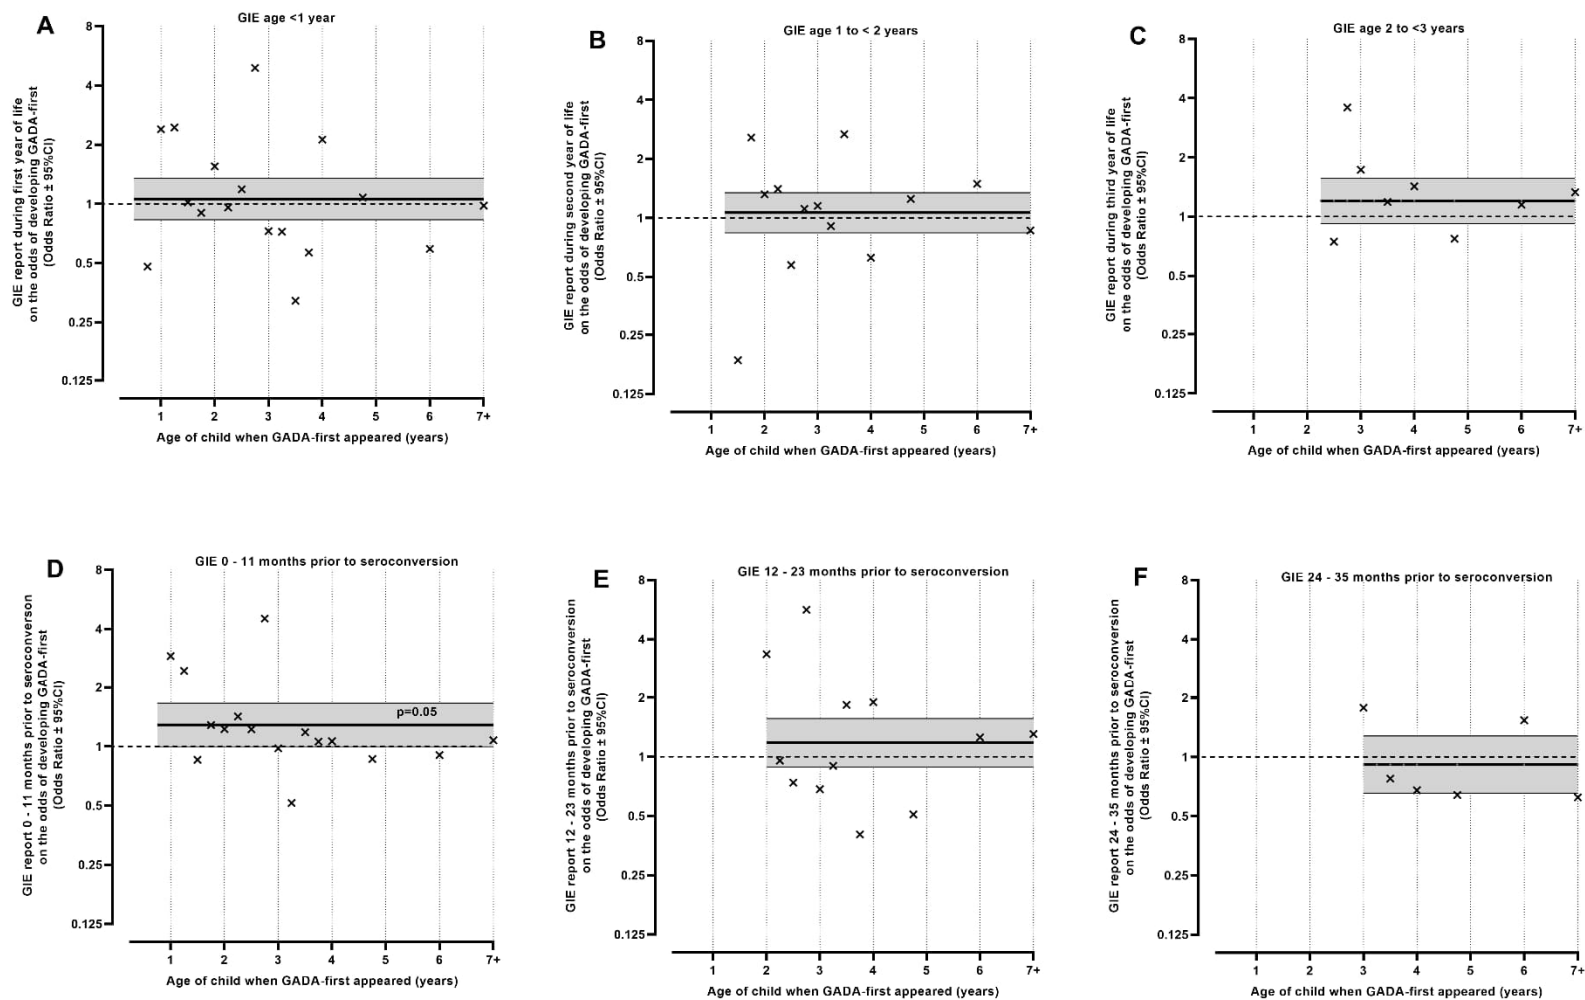 A
GIE age <1 year
GIE report during first year of life
on the odds of developing GADA-first
(Odds Ratio ± 95%CI)
8
4
2
1
0.5
0.25
0.125
1 2 3 4 5 6 7+
Age of child when GADA-first appeared (years)
B
GIE age 1 to < 2 years
GIE report during second year of life
on the odds of developing GADA-first
(Odds Ratio ± 95%CI)
8
4
2
1
0.5
0.25
0.125
1 2 3 4 5 6 7+
Age of child when GADA-first appeared (years)
C
GIE age 2 to <3 years
GIE report during third year of life
on the odds of developing GADA-first
(Odds Ratio ± 95%CI)
8
4
2
1
0.5
0.25
0.125
1 2 3 4 5 6 7+
Age of child when GADA-first appeared (years)
D
GIE 0 - 11 months prior to seroconversion
GIE report 0 - 11 months prior to seroconversion
on the odds of developing GADA-first
(Odds Ratio ± 95%CI)
8
4
2
1
0.5
0.25
0.125
p=0.05
1 2 3 4 5 6 7+
Age of child when GADA-first appeared (years)
E
GIE 12 - 23 months prior to seroconversion
GIE report 12 - 23 months prior to seroconversion
on the odds of developing GADA-first
(Odds Ratio ± 95%CI)
8
4
2
1
0.5
0.25
0.125
1 2 3 4 5 6 7+
Age of child when GADA-first appeared (years)
F
GIE 24 - 35 months prior to seroconversion
GIE report 24 - 35 months prior to seroconversion
on the odds of developing GADA-first
(Odds Ratio ± 95%CI)
8
4
2
1
0.5
0.25
0.125
1 2 3 4 5 6 7+
Age of child when GADA-first appeared (years)